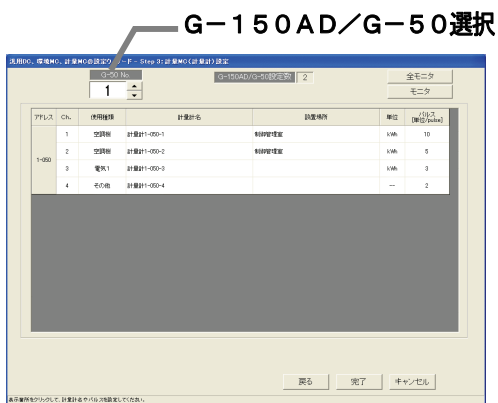 G-150AD/G-50選択
汎用DC、環境MC、計量MC@設定ウィザード - Step 3:計量MC(計量計)設定
G-50 No
1
G-150AD/G-50設定数 2
全モニタ
モニタ
アドレス Ch. 使用種類 計量計名 設置場所 単位 パルス[単位/pulse]
1-050
1 空調機 計量計1-050-1 制御管理室 kWh 10
2 空調機 計量計1-050-2 制御管理室 kWh 5
3 電気1 計量計1-050-3 kWh 3
4 その他 計量計1-050-4 --- 2
戻る 完了 キャンセル
表示箇所をクリックして、計量計名やパルスを設定してください。